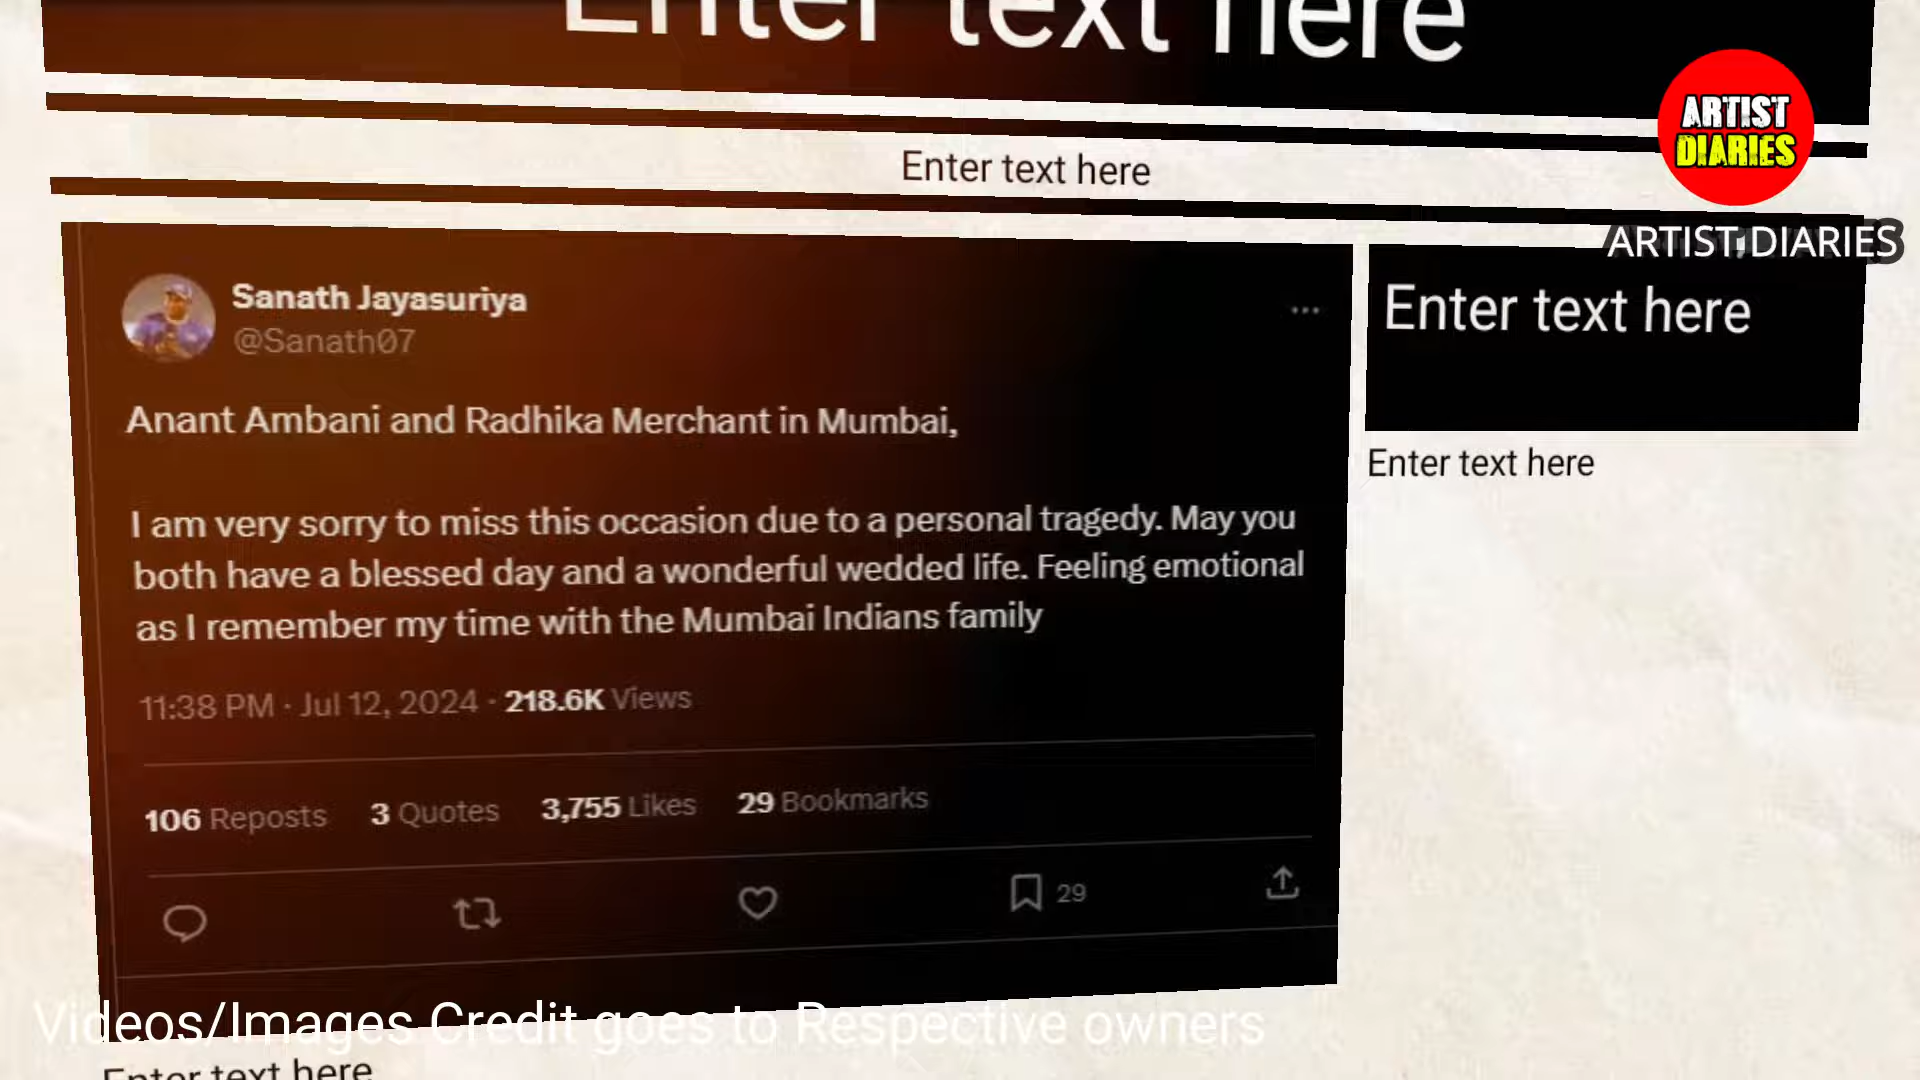 Enter text here
ARTIST
DIARIES
Enter text here
ARTIST DIARIES
Sanath Jayasuriya
@Sanath07
Anant Ambani and Radhika Merchant in Mumbai,
I am very sorry to miss this occasion due to a personal tragedy. May you
both have a blessed day and a wonderful wedded life. Feeling emotional
as I remember my time with the Mumbai Indians family
11:38 PM · Jul 12, 2024 · 218.6K Views
106 Reposts 3 Quotes 3,755 Likes 29 Bookmarks
29
Enter text here
Enter text here
Videos/Images Credit goes to Respective owners
Enter text here